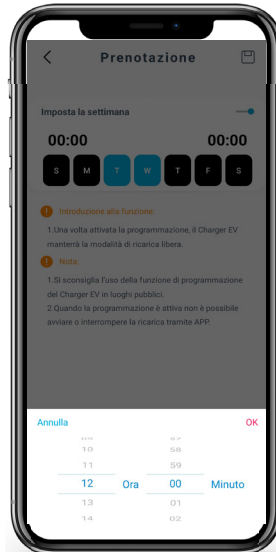 Prenotazione
Imposta la settimana
00:00 00:00
S M T W T F S
Introduzione alla funzione:
1.Una volta attivata la programmazione, il Charger EV
manterrà la modalità di ricarica libera.
Nota:
1.Si sconsiglia l'uso della funzione di programmazione
del Charger EV in luoghi pubblici.
2.Quando la programmazione è attiva non è possibile
avviare o interrompere la ricarica tramite APP.
Annulla OK
09 57
10 58
11 59
12 Ora 00 Minuto
13 01
14 02